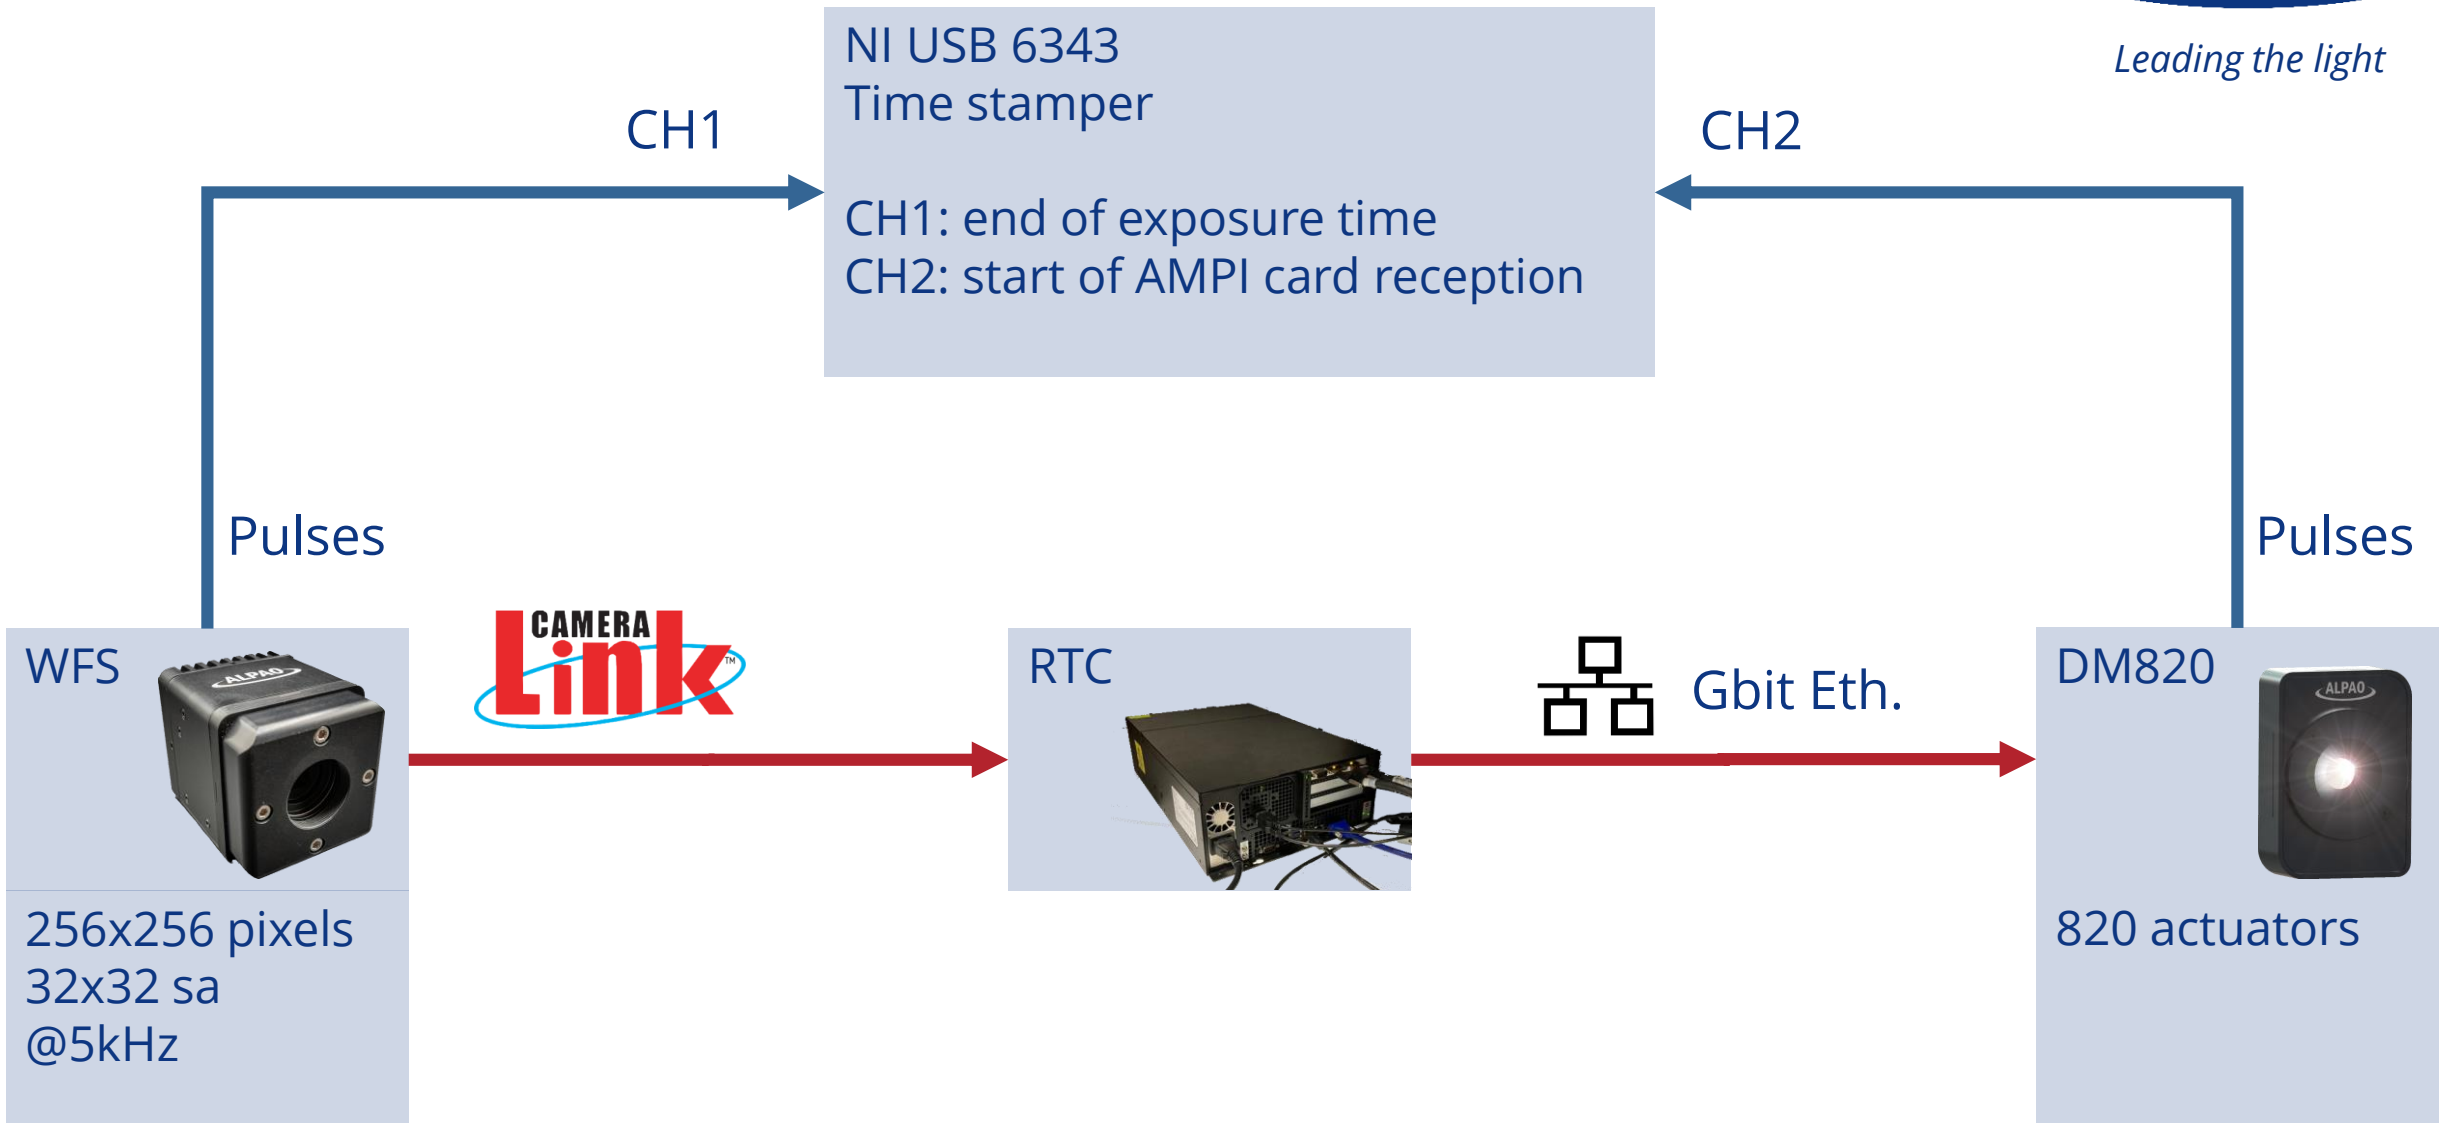 NI USB 6343
Time stamper
CH1: end of exposure time
CH2: start of AMPI card reception
Leading the light
CH1
CH2
Pulses
Pulses
WFS
ALPAO
256x256 pixels
32x32 sa
@5kHz
CAMERA
Link™
RTC
Gbit Eth.
DM820
ALPAO
820 actuators